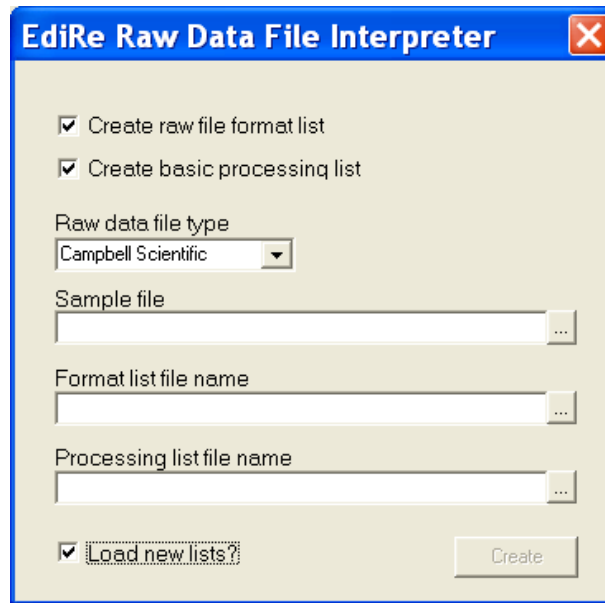 EdiRe Raw Data File Interpreter
Create raw file format list
Create basic processing list
Raw data file type
Campbell Scientific
Sample file
...
Format list file name
...
Processing list file name
...
Load new lists?
Create